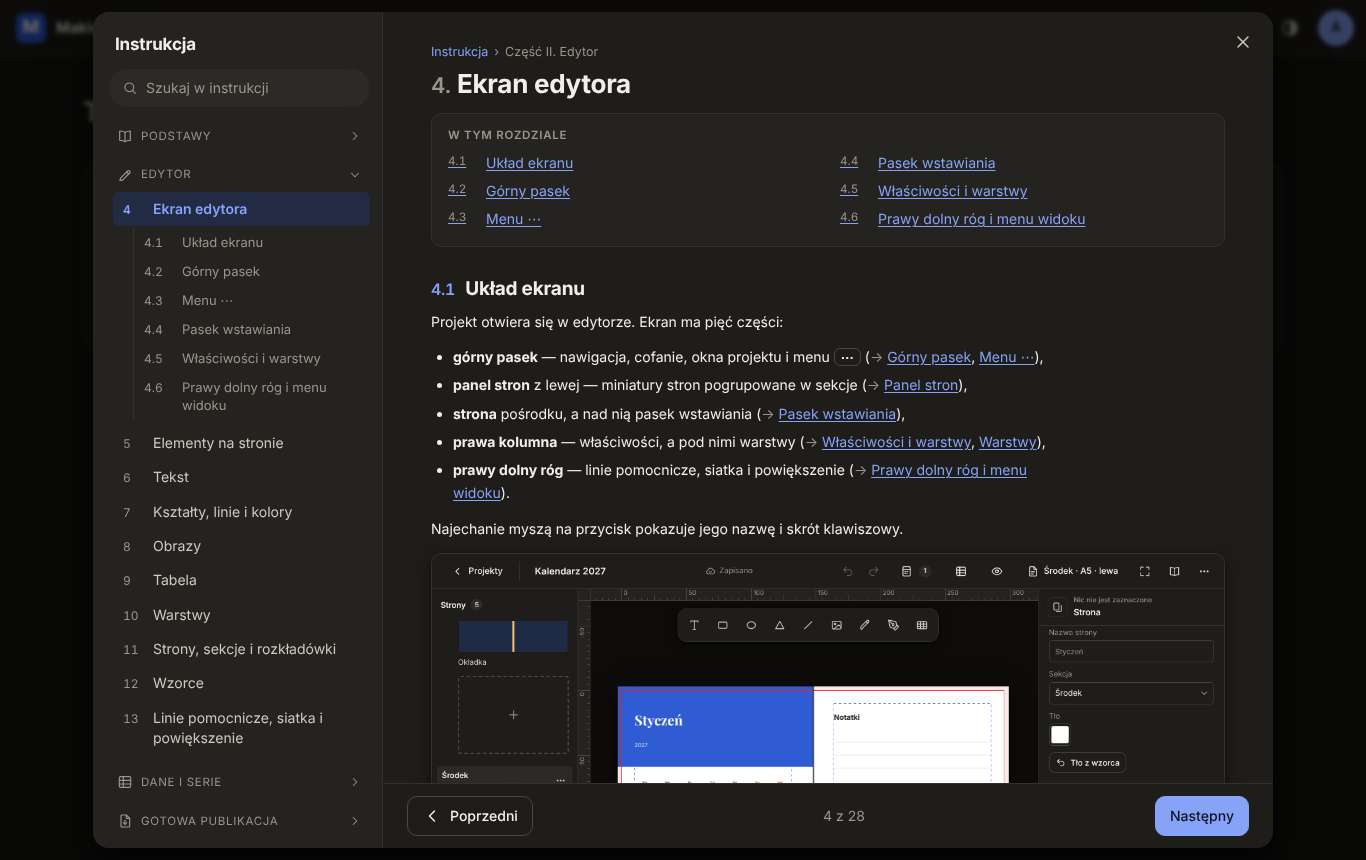 M
Instrukcja
Szukaj w instrukcji
PODSTAWY
EDYTOR
4 Ekran edytora
4.1 Układ ekranu
4.2 Górny pasek
4.3 Menu ···
4.4 Pasek wstawiania
4.5 Właściwości i warstwy
4.6 Prawy dolny róg i menu
widoku
5 Elementy na stronie
6 Tekst
7 Kształty, linie i kolory
8 Obrazy
9 Tabela
10 Warstwy
11 Strony, sekcje i rozkładówki
12 Wzorce
13 Linie pomocnicze, siatka i
powiększenie
DANE I SERIE
GOTOWA PUBLIKACJA
Instrukcja › Część II. Edytor
4. Ekran edytora
W TYM ROZDZIALE
4.1 Układ ekranu
4.2 Górny pasek
4.3 Menu ···
4.4 Pasek wstawiania
4.5 Właściwości i warstwy
4.6 Prawy dolny róg i menu widoku
4.1 Układ ekranu
Projekt otwiera się w edytorze. Ekran ma pięć części:
• górny pasek — nawigacja, cofanie, okna projektu i menu ··· (→ Górny pasek, Menu ···),
• panel stron z lewej — miniatury stron pogrupowane w sekcje (→ Panel stron),
• strona pośrodku, a nad nią pasek wstawiania (→ Pasek wstawiania),
• prawa kolumna — właściwości, a pod nimi warstwy (→ Właściwości i warstwy, Warstwy),
• prawy dolny róg — linie pomocnicze, siatka i powiększenie (→ Prawy dolny róg i menu
widoku).
Najechanie myszą na przycisk pokazuje jego nazwę i skrót klawiszowy.
Projekty
Kalendarz 2027
Zapisano
1
Środek · A5 · lewa
Strony 5
Okładka
Środek
0 50 100 150 200 250 300
-50
0
50
Styczeń
2027
Notatki
Nic nie jest zaznaczone
Strona
Nazwa strony
Styczeń
Sekcja
Środek
Tło
Tło z wzorca
Poprzedni
4 z 28
Następny